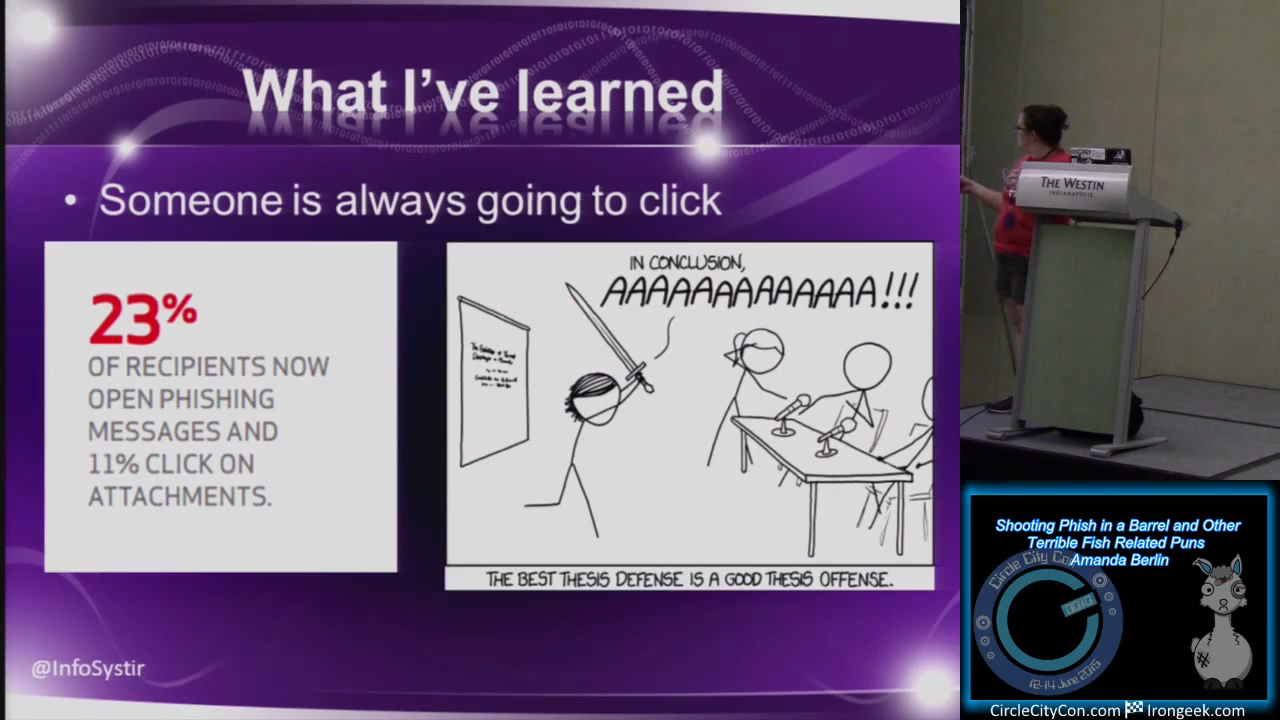 What I've learned
• Someone is always going to click
23%
OF RECIPIENTS NOW
OPEN PHISHING
MESSAGES AND
11% CLICK ON
ATTACHMENTS.
IN CONCLUSION,
AAAAAAAAAAAAA!!!
THE BEST THESIS DEFENSE IS A GOOD THESIS OFFENSE.
@InfoSystir
THE WESTIN
INDIANAPOLIS
Shooting Phish in a Barrel and Other
Terrible Fish Related Puns
Amanda Berlin
Circle City Con
12-14 June 2015
CircleCityCon.com Irongeek.com